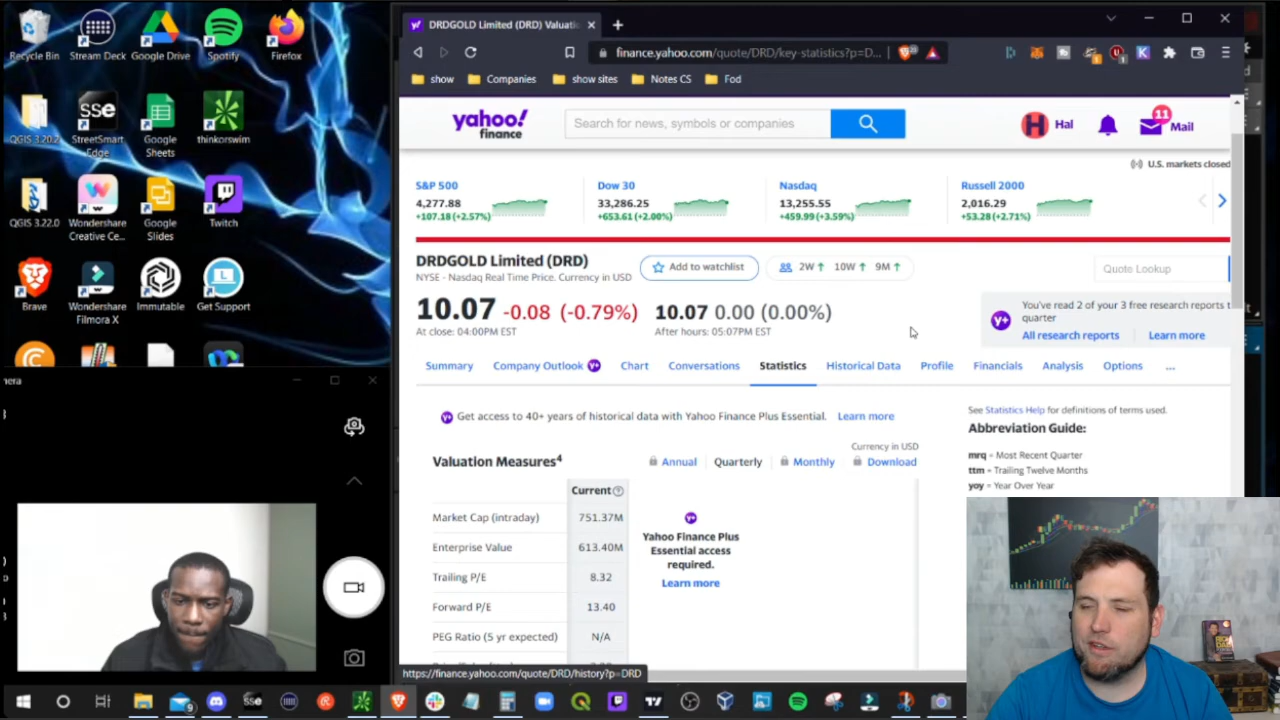 Recycle Bin
Stream Deck
Google Drive
Spotify
Firefox
QGIS 3.20.2
sse
StreetSmart
Edge
Google
Sheets
thinkorswim
QGIS 3.22.0
Wondershare
Creative Ce...
Google
Slides
Twitch
Brave
Wondershare
Filmora X
Immutable
Get Support
DRDGOLD Limited (DRD) Valuati
finance.yahoo.com/quote/DRD/key-statistics?p=D...
show
Companies
show sites
Notes CS
Fod
yahoo!
finance
Search for news, symbols or companies
H
Hal
11
Mail
U.S. markets closed
S&P 500
4,277.88
+107.18 (+2.57%)
Dow 30
33,286.25
+653.61 (+2.00%)
Nasdaq
13,255.55
+459.99 (+3.59%)
Russell 2000
2,016.29
+53.28 (+2.71%)
DRDGOLD Limited (DRD)
NYSE - Nasdaq Real Time Price. Currency in USD
Add to watchlist
2W ↑ 10W ↑ 9M ↑
Quote Lookup
10.07 -0.08 (-0.79%)
At close: 04:00PM EST
10.07 0.00 (0.00%)
After hours: 05:07PM EST
You've read 2 of your 3 free research reports t
quarter
All research reports
Learn more
Summary
Company Outlook
Chart
Conversations
Statistics
Historical Data
Profile
Financials
Analysis
Options
...
Get access to 40+ years of historical data with Yahoo Finance Plus Essential. Learn more
See Statistics Help for definitions of terms used.
Abbreviation Guide:
mrq = Most Recent Quarter
ttm = Trailing Twelve Months
yoy = Year Over Year
Currency in USD
Valuation Measures4
Annual
Quarterly
Monthly
Download
Current
Market Cap (intraday) 751.37M
Enterprise Value 613.40M
Trailing P/E 8.32
Forward P/E 13.40
PEG Ratio (5 yr expected) N/A
Yahoo Finance Plus
Essential access
required.
Learn more
https://finance.yahoo.com/quote/DRD/history?p=DRD
nera
RICH
DAD